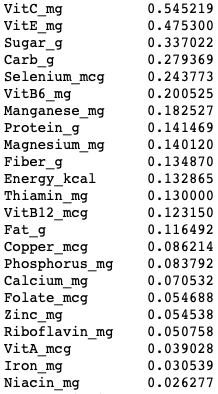 VitC_mg 0.545219
VitE_mg 0.475300
Sugar_g 0.337022
Carb_g 0.279369
Selenium_mcg 0.243773
VitB6_mg 0.200525
Manganese_mg 0.182527
Protein_g 0.141469
Magnesium_mg 0.140120
Fiber_g 0.134870
Energy_kcal 0.132865
Thiamin_mg 0.130000
VitB12_mcg 0.123150
Fat_g 0.116492
Copper_mcg 0.086214
Phosphorus_mg 0.083792
Calcium_mg 0.070532
Folate_mcg 0.054688
Zinc_mg 0.054538
Riboflavin_mg 0.050758
VitA_mcg 0.039028
Iron_mg 0.030539
Niacin_mg 0.026277